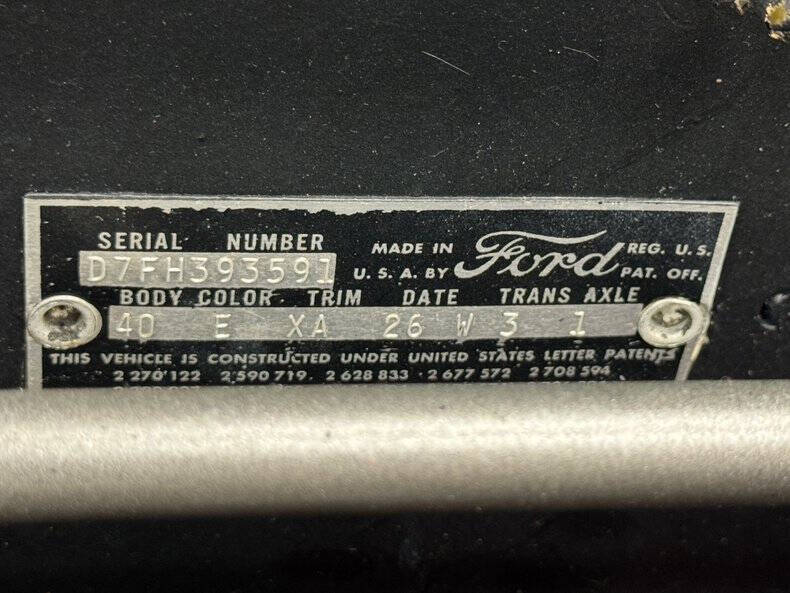 SERIAL NUMBER
D7FH393591
MADE IN Ford REG. U. S.
U. S. A. BY PAT. OFF.
BODY COLOR TRIM DATE TRANS AXLE
40 E XA 26 W 3 1
THIS VEHICLE IS CONSTRUCTED UNDER UNITED STATES LETTER PATENTS
2 270 122 2 590 719 2 628 833 2 677 572 2 708 594